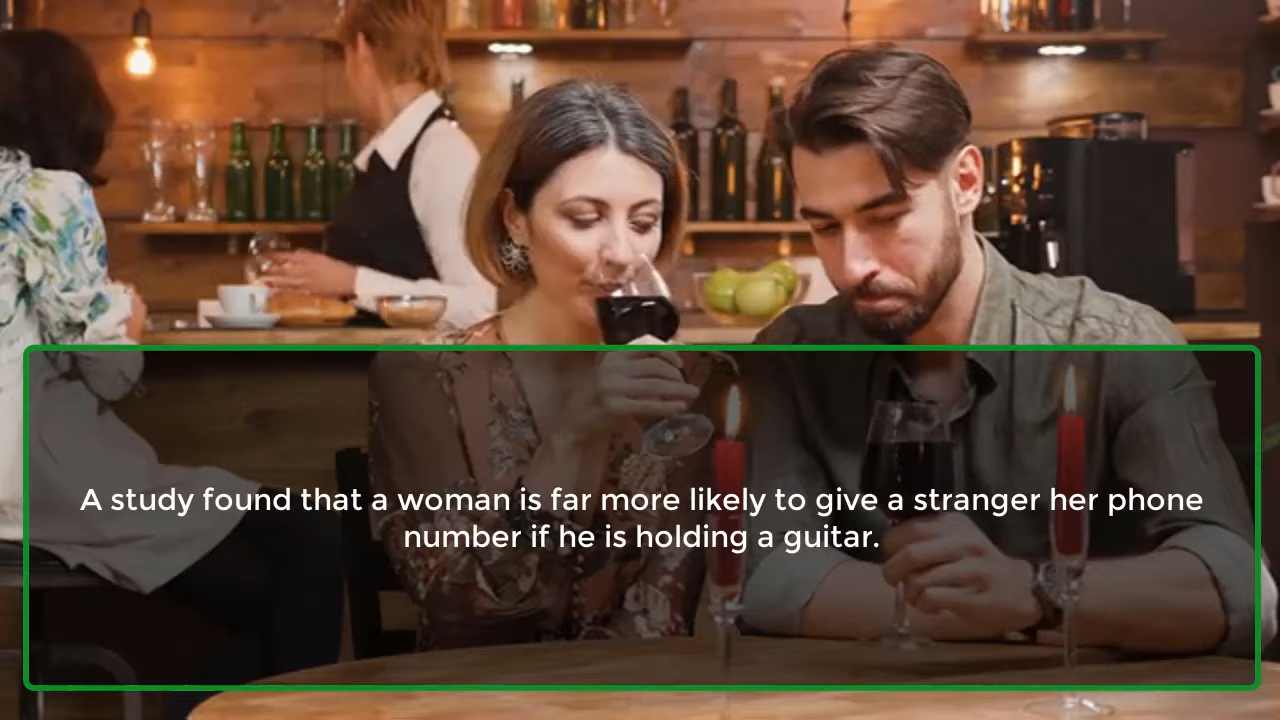 A study found that a woman is far more likely to give a stranger her phone
number if he is holding a guitar.